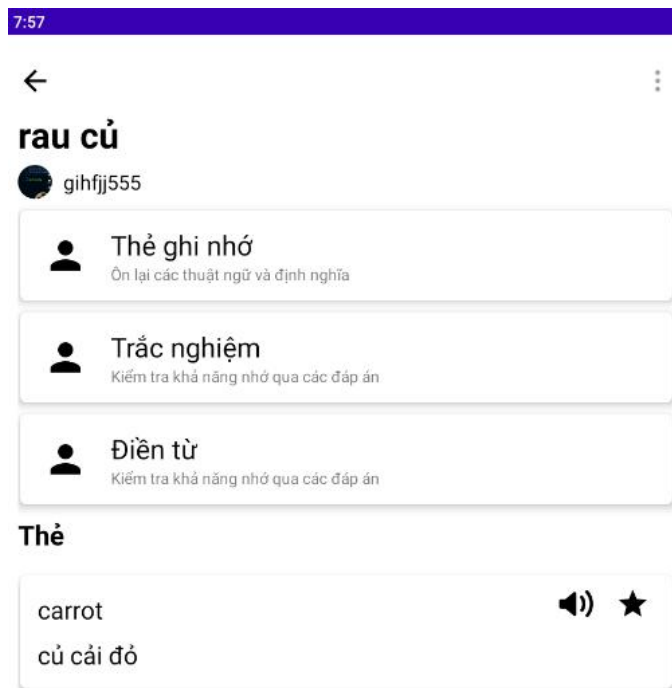 7:57
rau củ
gihfjj555
Thẻ ghi nhớ
Ôn lại các thuật ngữ và định nghĩa
Trắc nghiệm
Kiểm tra khả năng nhớ qua các đáp án
Điền từ
Kiểm tra khả năng nhớ qua các đáp án
Thẻ
carrot
củ cải đỏ